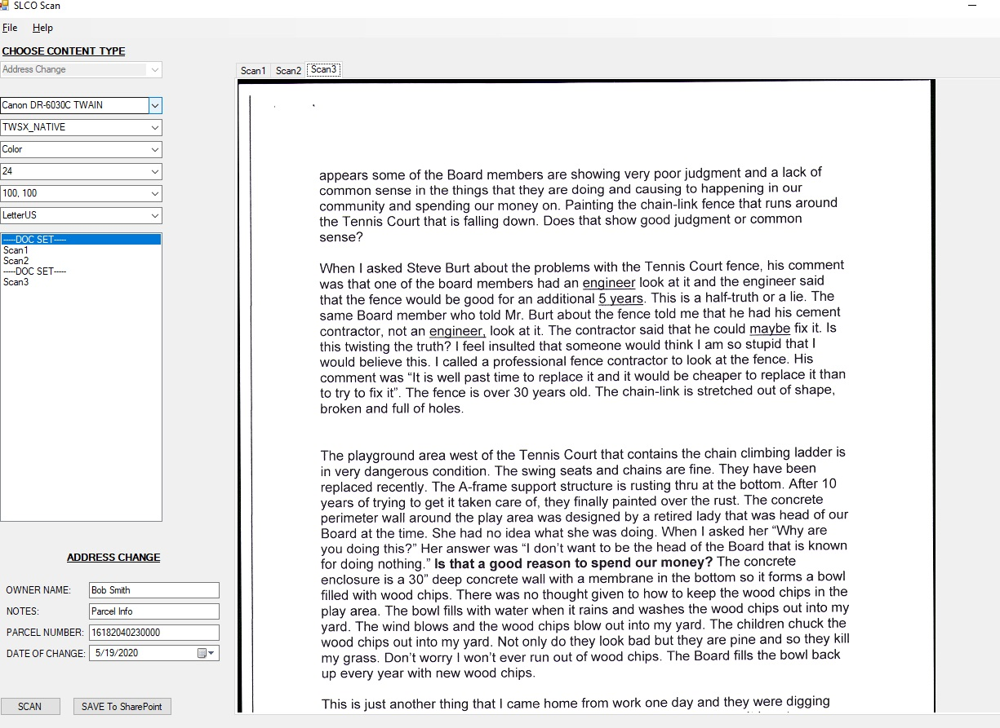 SLCO Scan
File Help
CHOOSE CONTENT TYPE
Address Change
Canon DR-6030C TWAIN
TWSX_NATIVE
Color
24
100, 100
LetterUS
-----DOC SET-----
Scan1
Scan2
-----DOC SET-----
Scan3
ADDRESS CHANGE
OWNER NAME: Bob Smith
NOTES: Parcel Info
PARCEL NUMBER: 16182040230000
DATE OF CHANGE: 5/19/2020
SCAN SAVE To SharePoint
Scan1 Scan2 Scan3
appears some of the Board members are showing very poor judgment and a lack of
common sense in the things that they are doing and causing to happening in our
community and spending our money on. Painting the chain-link fence that runs around
the Tennis Court that is falling down. Does that show good judgment or common
sense?
When I asked Steve Burt about the problems with the Tennis Court fence, his comment
was that one of the board members had an engineer look at it and the engineer said
that the fence would be good for an additional 5 years. This is a half-truth or a lie. The
same Board member who told Mr. Burt about the fence told me that he had his cement
contractor, not an engineer, look at it. The contractor said that he could maybe fix it. Is
this twisting the truth? I feel insulted that someone would think I am so stupid that I
would believe this. I called a professional fence contractor to look at the fence. His
comment was “It is well past time to replace it and it would be cheaper to replace it than
to try to fix it”. The fence is over 30 years old. The chain-link is stretched out of shape,
broken and full of holes.
The playground area west of the Tennis Court that contains the chain climbing ladder is
in very dangerous condition. The swing seats and chains are fine. They have been
replaced recently. The A-frame support structure is rusting thru at the bottom. After 10
years of trying to get it taken care of, they finally painted over the rust. The concrete
perimeter wall around the play area was designed by a retired lady that was head of our
Board at the time. She had no idea what she was doing. When I asked her “Why are
you doing this?” Her answer was “I don’t want to be the head of the Board that is known
for doing nothing.” Is that a good reason to spend our money? The concrete
enclosure is a 30” deep concrete wall with a membrane in the bottom so it forms a bowl
filled with wood chips. There was no thought given to how to keep the wood chips in the
play area. The bowl fills with water when it rains and washes the wood chips out into my
yard. The wind blows and the wood chips blow out into my yard. The children chuck the
wood chips out into my yard. Not only do they look bad but they are pine and so they kill
my grass. Don’t worry I won’t ever run out of wood chips. The Board fills the bowl back
up every year with new wood chips.
This is just another thing that I came home from work one day and they were digging